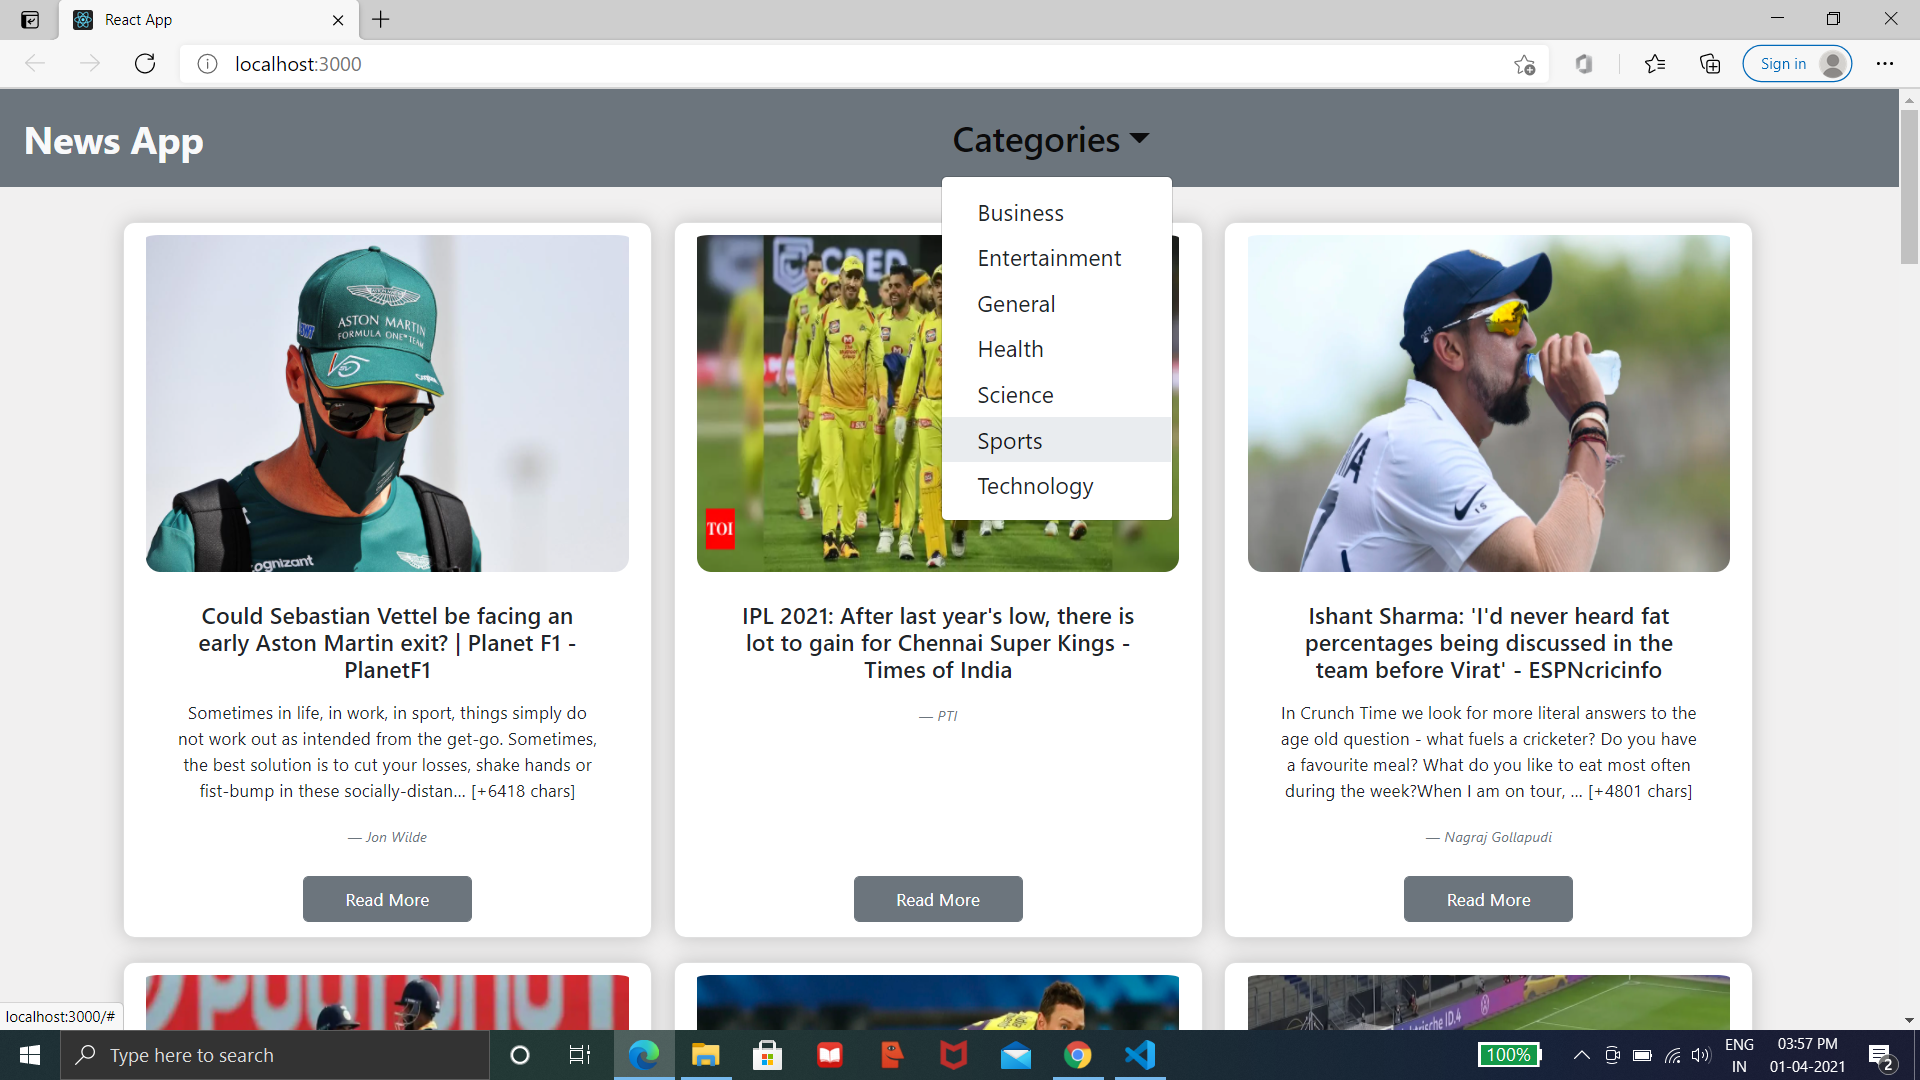 React App
localhost:3000
Sign in
News App
Categories
Business
Entertainment
General
Health
Science
Sports
Technology
CRED
ASTON MARTIN
FORMULA ONE TEAM
cognizant
TOI
Could Sebastian Vettel be facing an
early Aston Martin exit? | Planet F1 -
PlanetF1
Sometimes in life, in work, in sport, things simply do
not work out as intended from the get-go. Sometimes,
the best solution is to cut your losses, shake hands or
fist-bump in these socially-distan... [+6418 chars]
— Jon Wilde
Read More
IPL 2021: After last year's low, there is
lot to gain for Chennai Super Kings -
Times of India
— PTI
Read More
Ishant Sharma: 'I'd never heard fat
percentages being discussed in the
team before Virat' - ESPNcricinfo
In Crunch Time we look for more literal answers to the
age old question - what fuels a cricketer? Do you have
a favourite meal? What do you like to eat most often
during the week?When I am on tour, ... [+4801 chars]
— Nagraj Gollapudi
Read More
localhost:3000/#
Type here to search
100%
ENG
IN
03:57 PM
01-04-2021
2